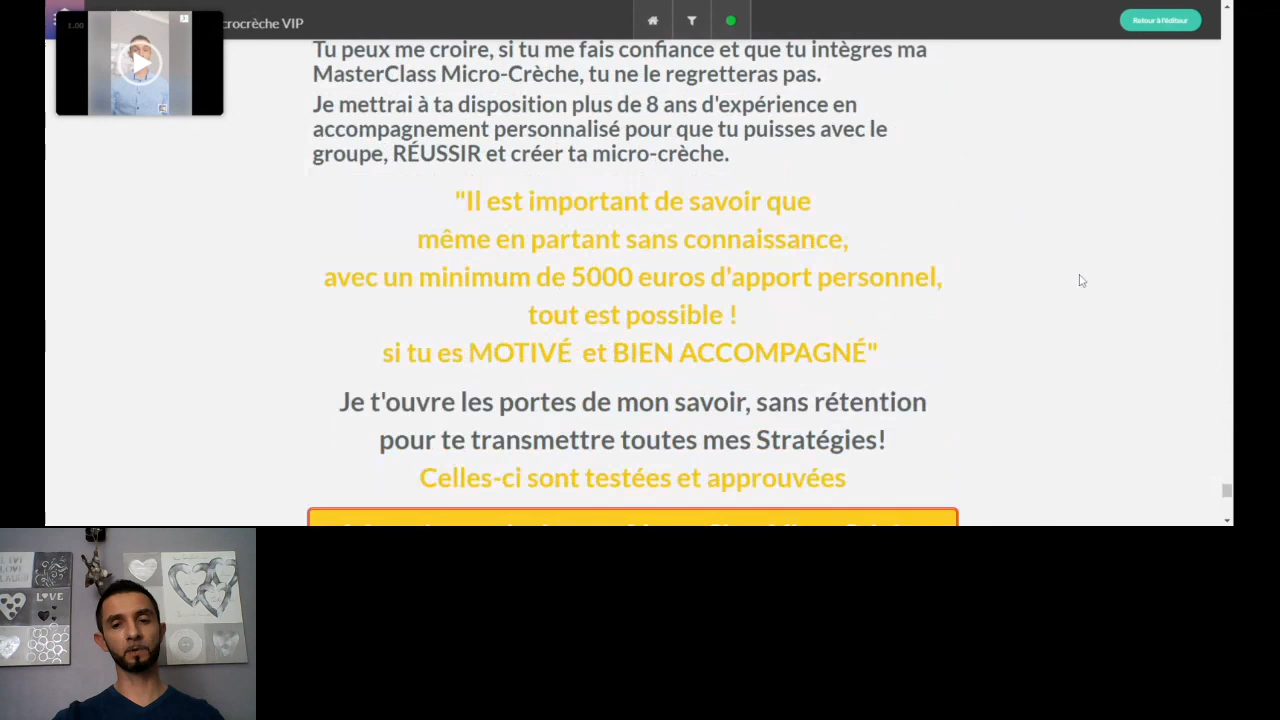 1.00
crocrèche VIP
Retour à l'éditeur
Tu peux me croire, si tu me fais confiance et que tu intègres ma
MasterClass Micro-Crèche, tu ne le regretteras pas.
Je mettrai à ta disposition plus de 8 ans d'expérience en
accompagnement personnalisé pour que tu puisses avec le
groupe, RÉUSSIR et créer ta micro-crèche.
"Il est important de savoir que
même en partant sans connaissance,
avec un minimum de 5000 euros d'apport personnel,
tout est possible !
si tu es MOTIVÉ et BIEN ACCOMPAGNÉ"
Je t'ouvre les portes de mon savoir, sans rétention
pour te transmettre toutes mes Stratégies!
Celles-ci sont testées et approuvées
LOVE